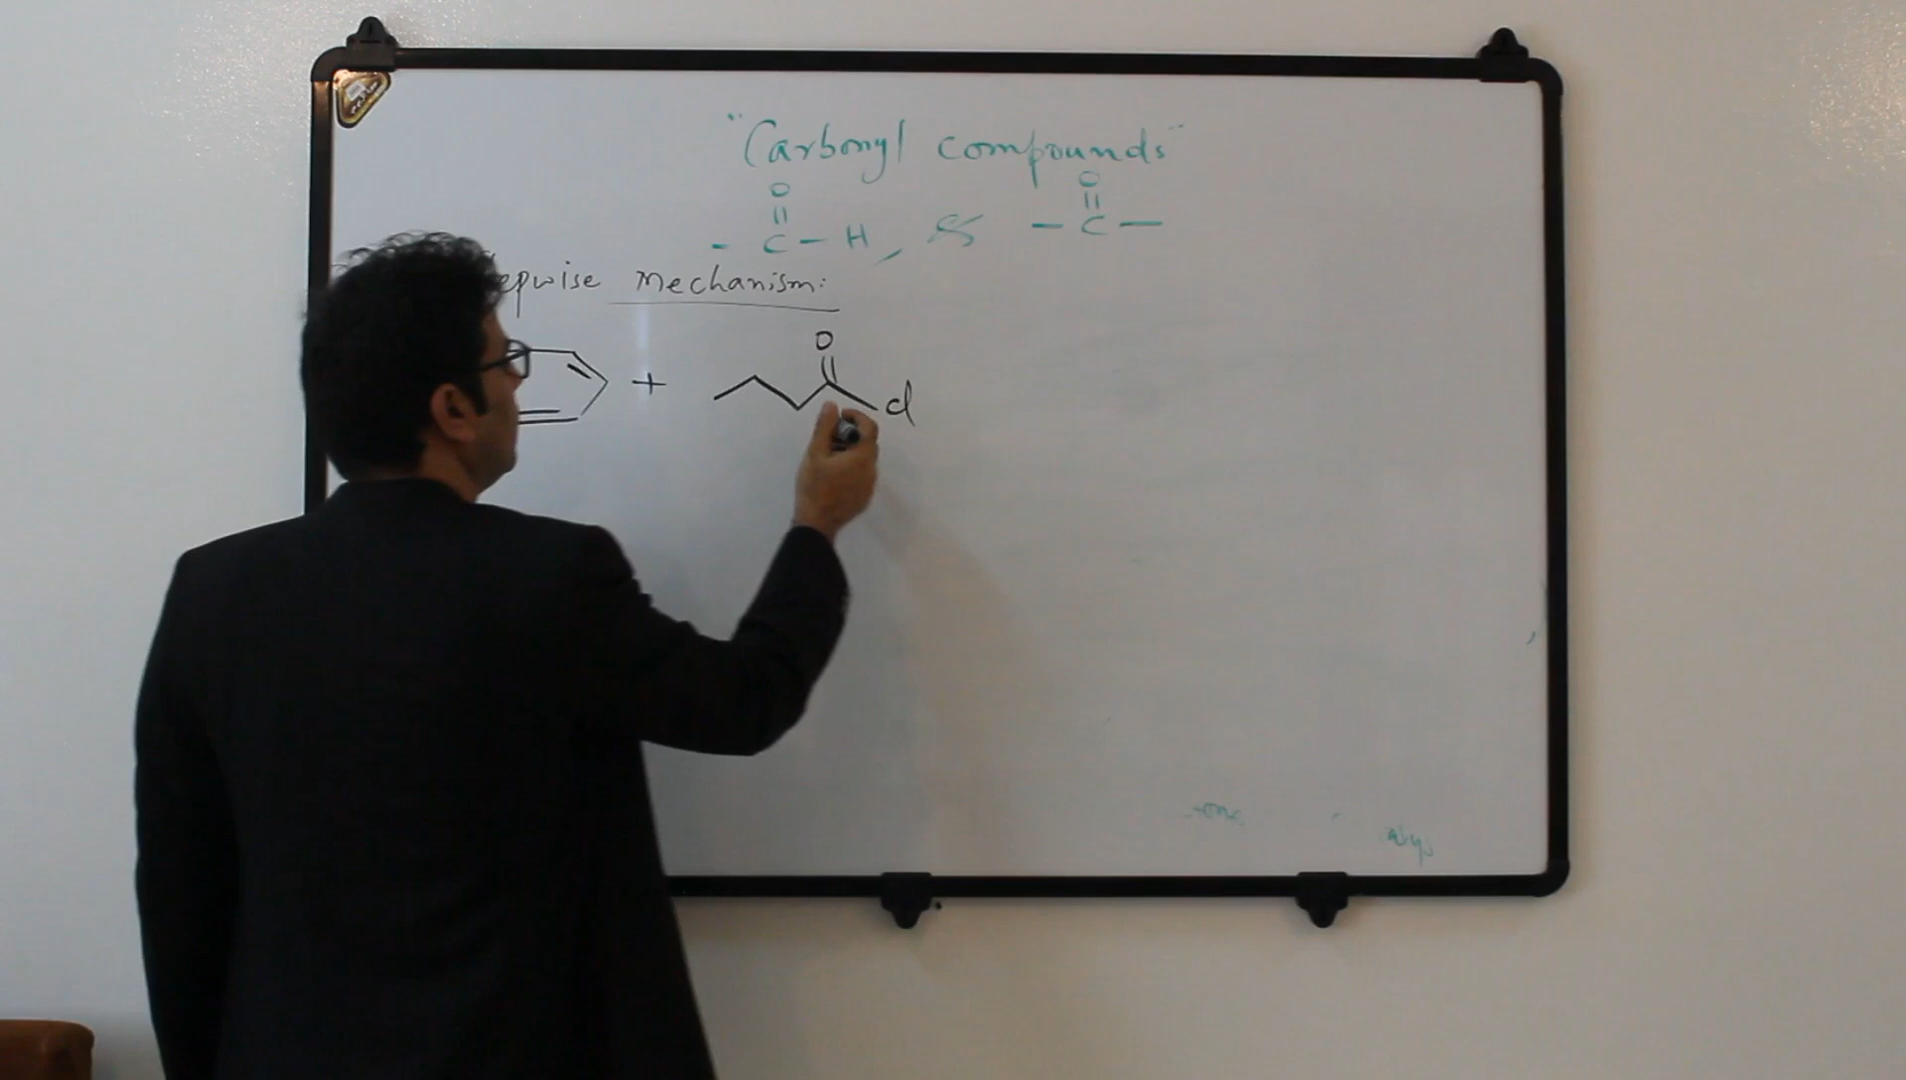 "Carbonyl compounds"
O O
|| ||
- C - H, & - C -
epwise mechanism:
O
+ Cl